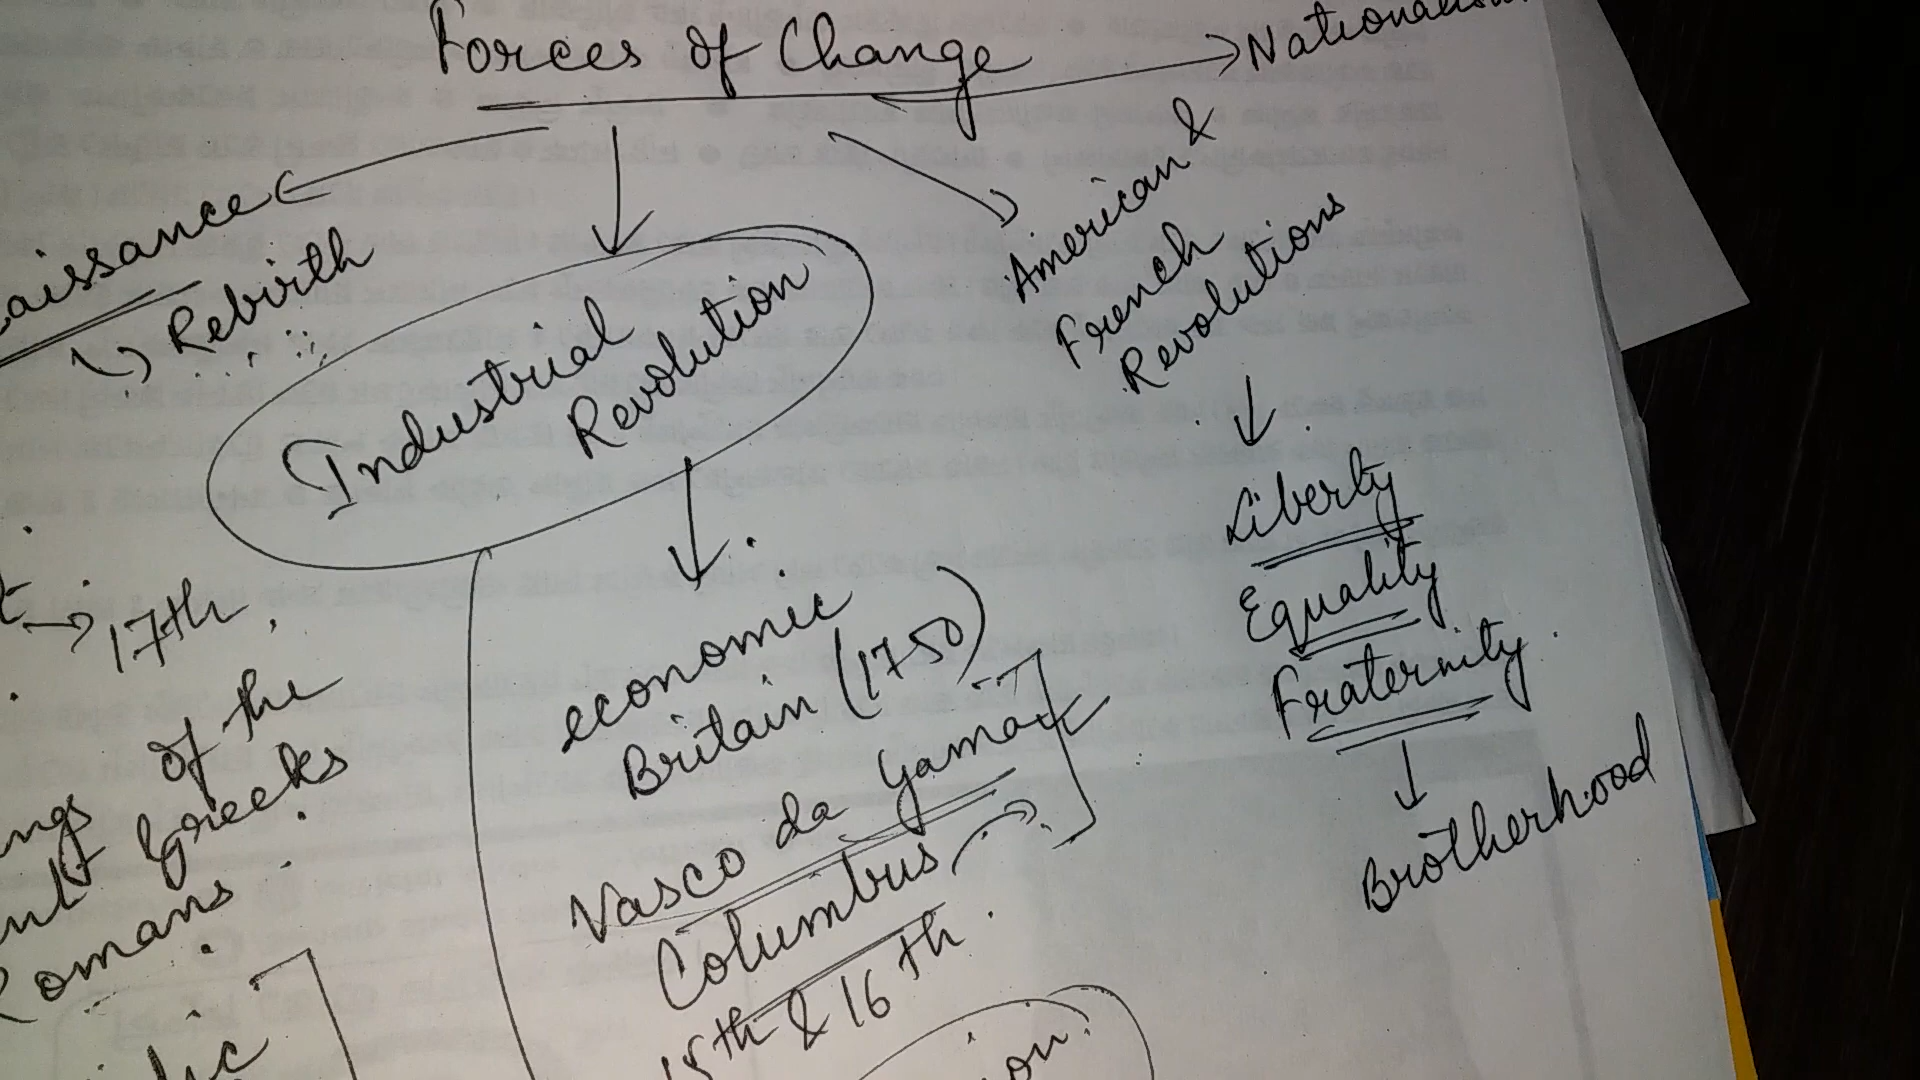 Forces of Change
Nationalism
aissance
Rebirth
Industrial
Revolution
American &
French
Revolutions
Liberty
Equality
Fraternity
Brotherhood
economic
Britain (1750)
Vasco da Gama
Columbus
15th & 16th
17th
of the
Greeks
Romans